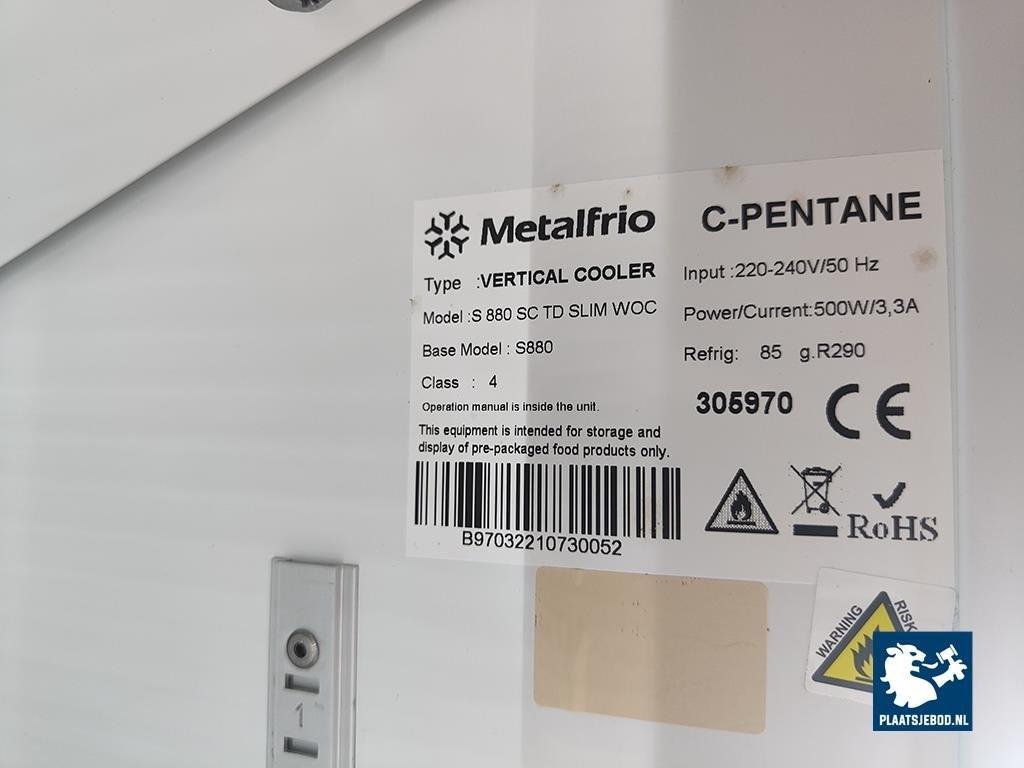 Metalfrio
C-PENTANE
Type :VERTICAL COOLER
Input :220-240V/50 Hz
Model :S 880 SC TD SLIM WOC
Power/Current:500W/3,3A
Base Model : S880
Refrig: 85 g.R290
Class : 4
305970
CE
Operation manual is inside the unit.
This equipment is intended for storage and
display of pre-packaged food products only.
B97032210730052
RoHS
WARNING
RISK
1
PLAATSJEBOD.NL